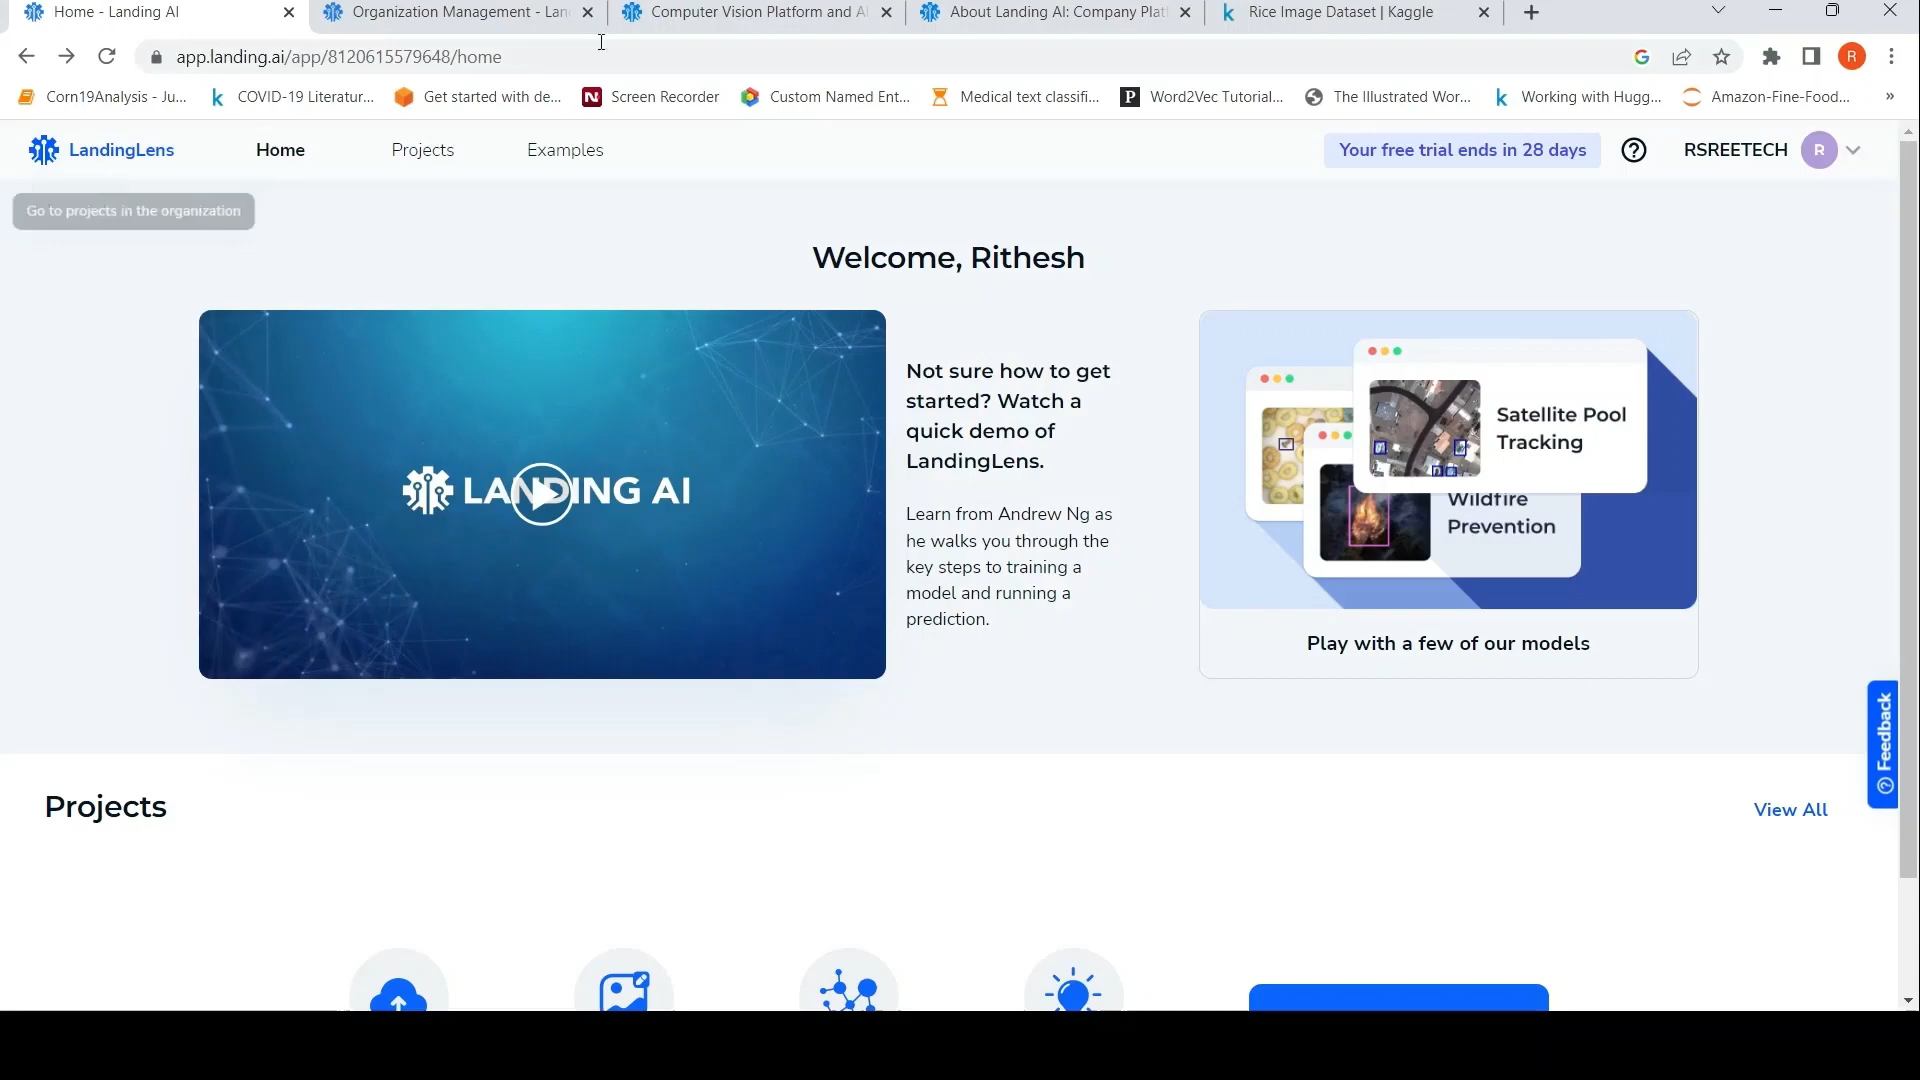 Home - Landing AI
Organization Management - Lan
Computer Vision Platform and A
About Landing AI: Company Plat
Rice Image Dataset | Kaggle
app.landing.ai/app/8120615579648/home
R
Corn19Analysis - Ju...
COVID-19 Literatur...
Get started with de...
Screen Recorder
Custom Named Ent...
Medical text classifi...
Word2Vec Tutorial...
The Illustrated Wor...
Working with Hugg...
Amazon-Fine-Food...
»
LandingLens
Home
Projects
Examples
Your free trial ends in 28 days
RSREETECH
R
Go to projects in the organization
Welcome, Rithesh
LANDING AI
Not sure how to get
started? Watch a
quick demo of
LandingLens.
Learn from Andrew Ng as
he walks you through the
key steps to training a
model and running a
prediction.
Satellite Pool
Tracking
Wildfire
Prevention
Play with a few of our models
Feedback
Projects
View All